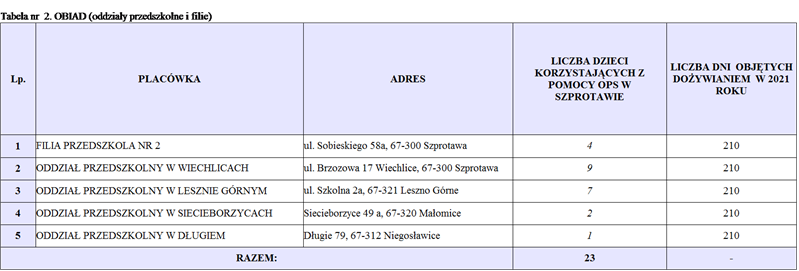 Tabela nr 2. OBIAD (oddziały przedszkolne i filie)
Lp. PLACÓWKA ADRES LICZBA DZIECI KORZYSTAJĄCYCH Z POMOCY OPS W SZPROTAWIE LICZBA DNI OBJĘTYCH DOŻYWIANIEM W 2021 ROKU
1 FILIA PRZEDSZKOLA NR 2 ul. Sobieskiego 58a, 67-300 Szprotawa 4 210
2 ODDZIAŁ PRZEDSZKOLNY W WIECHLICACH ul. Brzozowa 17 Wiechlice, 67-300 Szprotawa 9 210
3 ODDZIAŁ PRZEDSZKOLNY W LESZNIE GÓRNYM ul. Szkolna 2a, 67-321 Leszno Górne 7 210
4 ODDZIAŁ PRZEDSZKOLNY W SIECIEBORZYCACH Siecieborzyce 49 a, 67-320 Małomice 2 210
5 ODDZIAŁ PRZEDSZKOLNY W DŁUGIEM Długie 79, 67-312 Niegosławice 1 210
RAZEM: 23 -